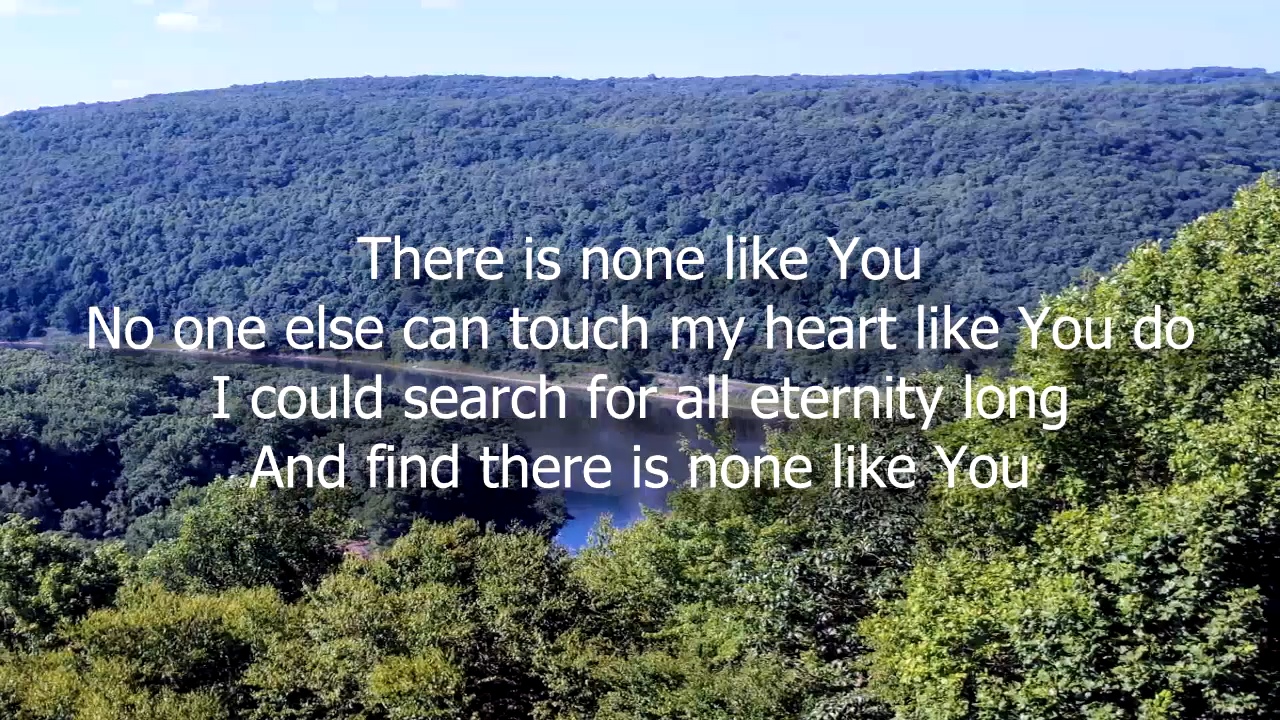 There is none like You
No one else can touch my heart like You do
I could search for all eternity long
And find there is none like You